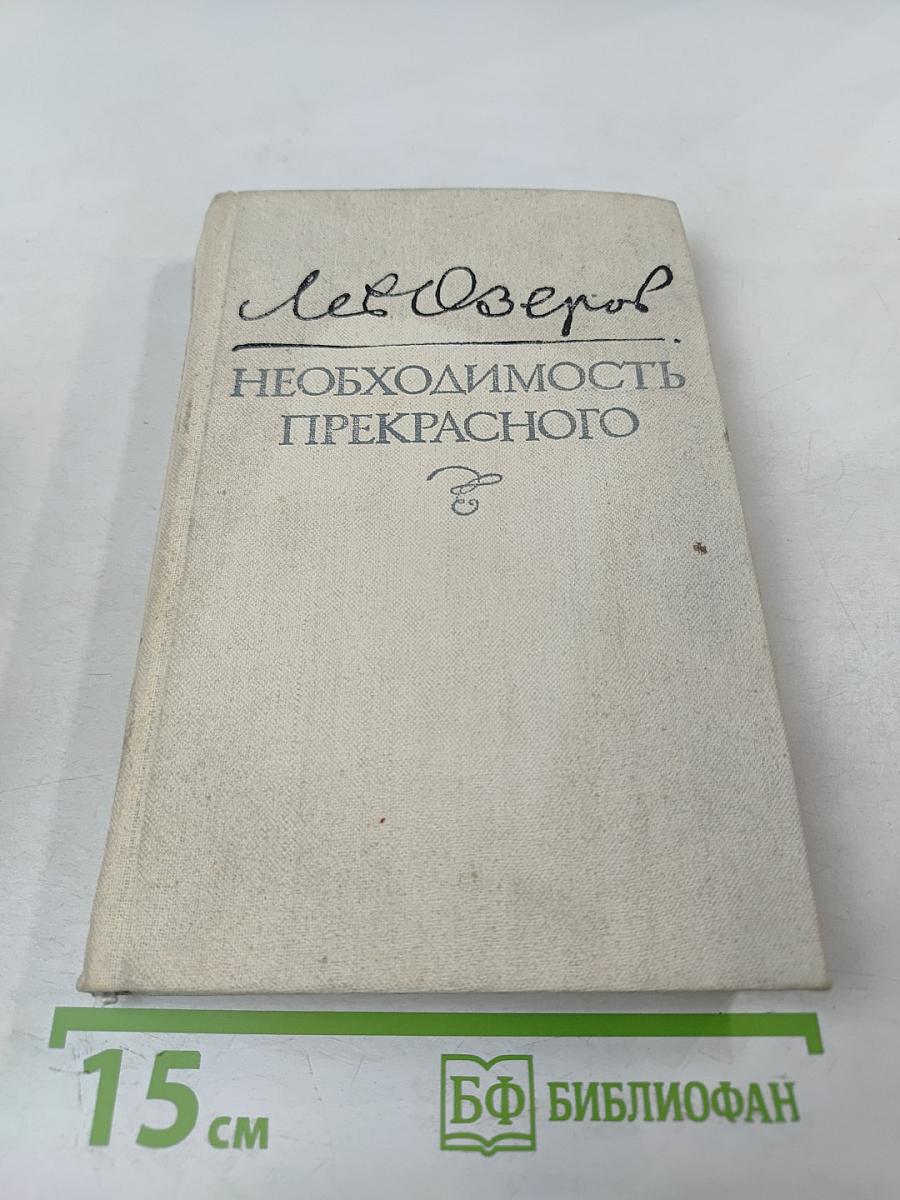 Лев Озеров
НЕОБХОДИМОСТЬ
ПРЕКРАСНОГО
15 см
БФ БИБЛИОФАН